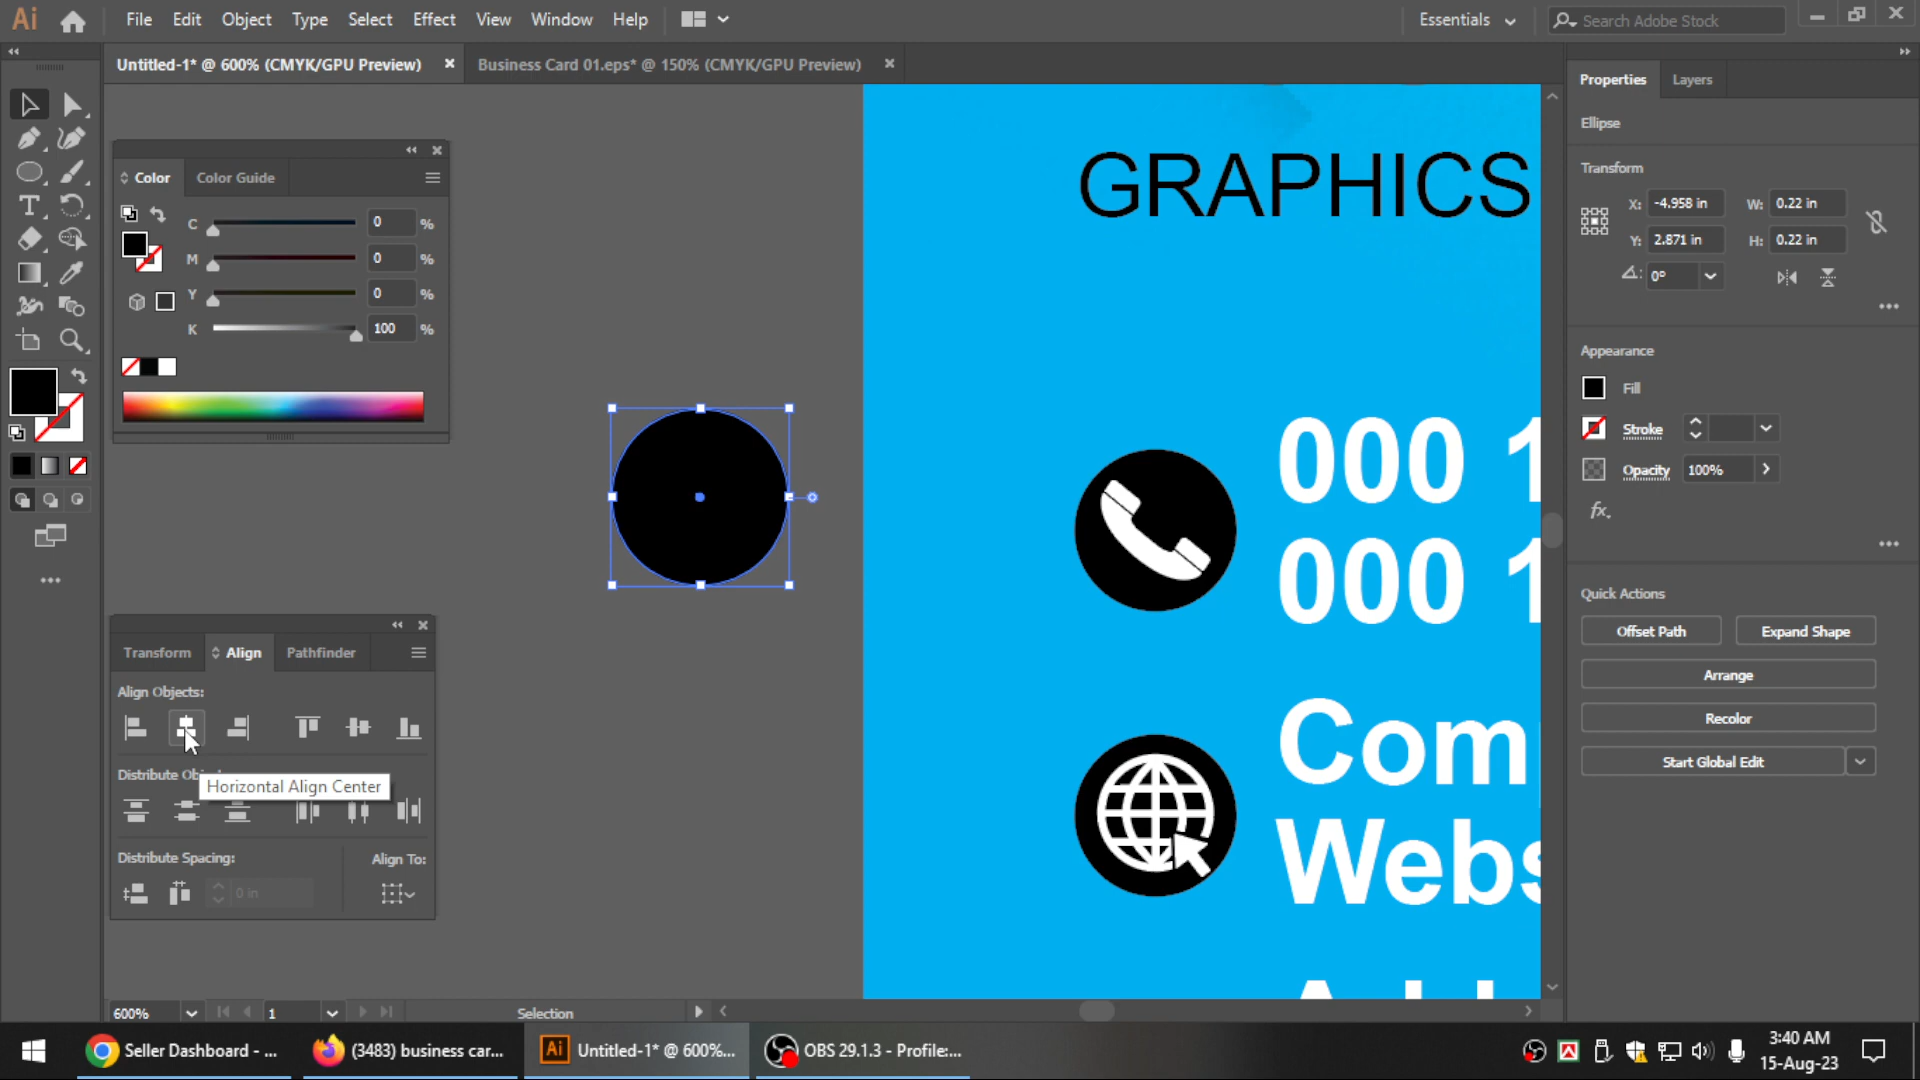 Ai File Edit Object Type Select Effect View Window Help Essentials Search Adobe Stock
Untitled-1* @ 600% (CMYK/GPU Preview) Business Card 01.eps* @ 150% (CMYK/GPU Preview)
Color Color Guide
C 0 %
M 0 %
Y 0 %
K 100 %
GRAPHICS
000 1
000 1
Com
Webs
Transform Align Pathfinder
Align Objects:
Distribute Ob
Horizontal Align Center
Distribute Spacing: Align To:
0 in
600% 1 Selection
Properties Layers
Ellipse
Transform
X: -4.958 in W: 0.22 in
Y: 2.871 in H: 0.22 in
0°
Appearance
Fill
Stroke
Opacity 100%
fx.
Quick Actions
Offset Path Expand Shape
Arrange
Recolor
Start Global Edit
Seller Dashboard - ... (3483) business car... Ai Untitled-1* @ 600%... OBS 29.1.3 - Profile:...
3:40 AM
15-Aug-23